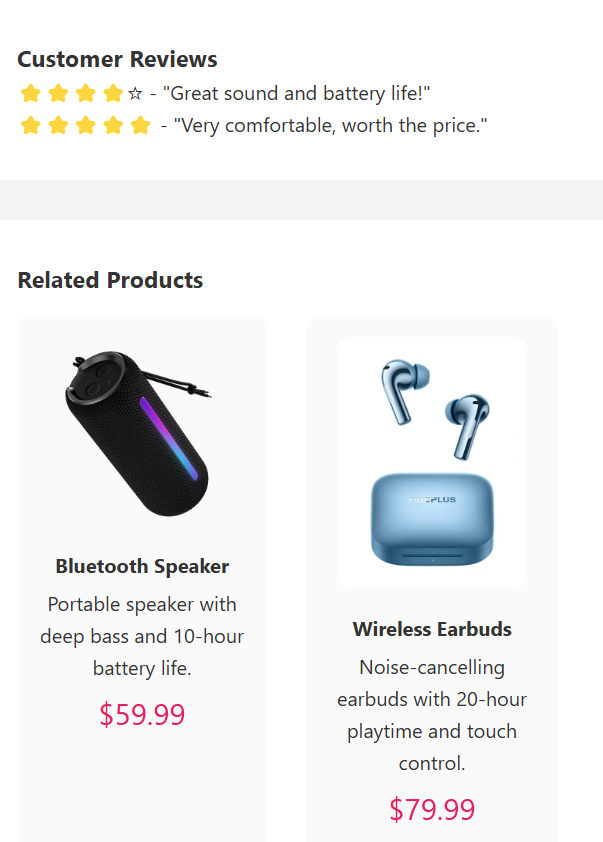 Customer Reviews
⭐⭐⭐⭐☆ - "Great sound and battery life!"
⭐⭐⭐⭐⭐ - "Very comfortable, worth the price."
Related Products
Bluetooth Speaker
Portable speaker with
deep bass and 10-hour
battery life.
$59.99
ONEPLUS
Wireless Earbuds
Noise-cancelling
earbuds with 20-hour
playtime and touch
control.
$79.99